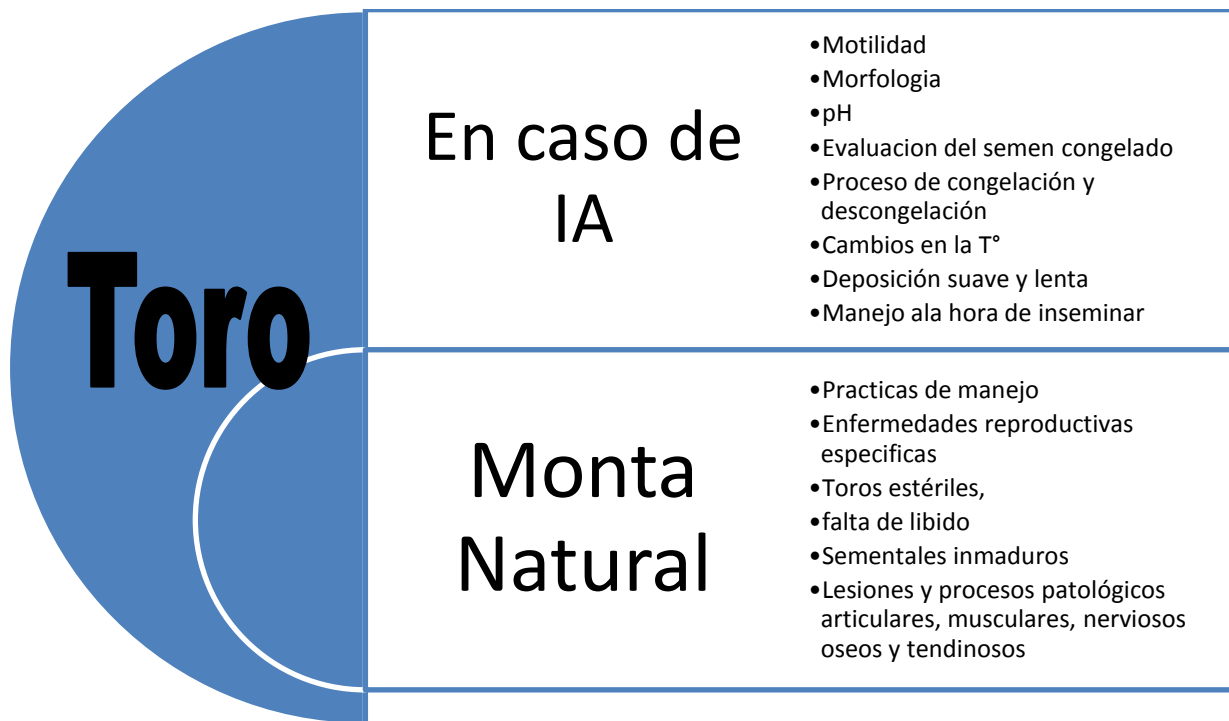 Toro
En caso de
IA
•Motilidad
•Morfologia
•pH
•Evaluacion del semen congelado
•Proceso de congelación y
descongelación
•Cambios en la T°
•Deposición suave y lenta
•Manejo ala hora de inseminar
Monta
Natural
•Practicas de manejo
•Enfermedades reproductivas
especificas
•Toros estériles,
•falta de libido
•Sementales inmaduros
•Lesiones y procesos patológicos
articulares, musculares, nerviosos
oseos y tendinosos